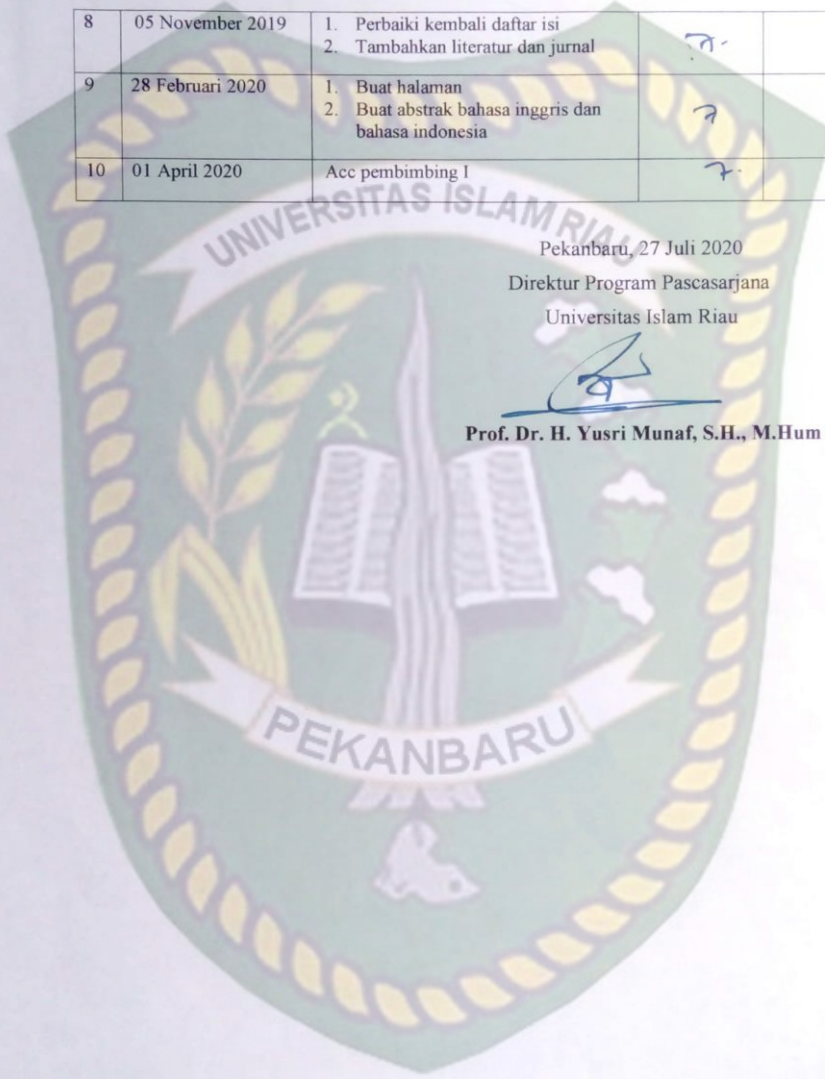 8 05 November 2019 1. Perbaiki kembali daftar isi
2. Tambahkan literatur dan jurnal
9 28 Februari 2020 1. Buat halaman
2. Buat abstrak bahasa inggris dan
bahasa indonesia
10 01 April 2020 Acc pembimbing I
UNIVERSITAS ISLAM RIAU
Pekanbaru, 27 Juli 2020
Direktur Program Pascasarjana
Universitas Islam Riau
Prof. Dr. H. Yusri Munaf, S.H., M.Hum
PEKANBARU